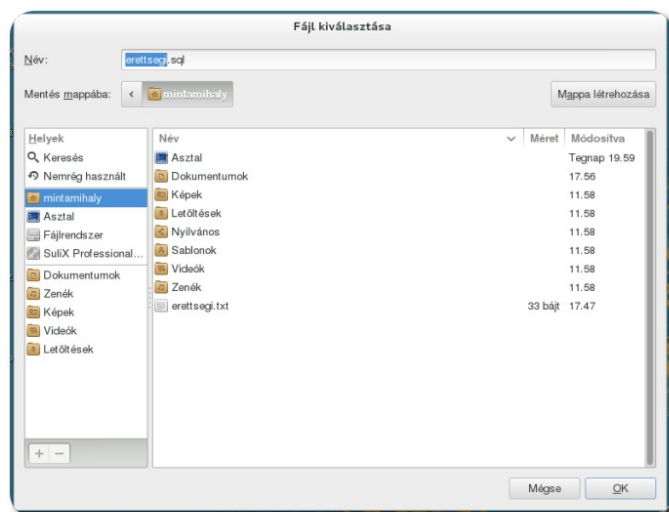 Fájl kiválasztása
Név: erettsegi.sql
Mentés mappába: < mintamihaly Mappa létrehozása
Helyek
Keresés
Nemrég használt
mintamihaly
Asztal
Fájlrendszer
SuliX Professional...
Dokumentumok
Zenék
Képek
Videók
Letöltések
+ −
Név Méret Módosítva
Asztal Tegnap 19.59
Dokumentumok 17.56
Képek 11.58
Letöltések 11.58
Nyilvános 11.58
Sablonok 11.58
Videók 11.58
Zenék 11.58
erettsegi.txt 33 bájt 17.47
Mégse OK